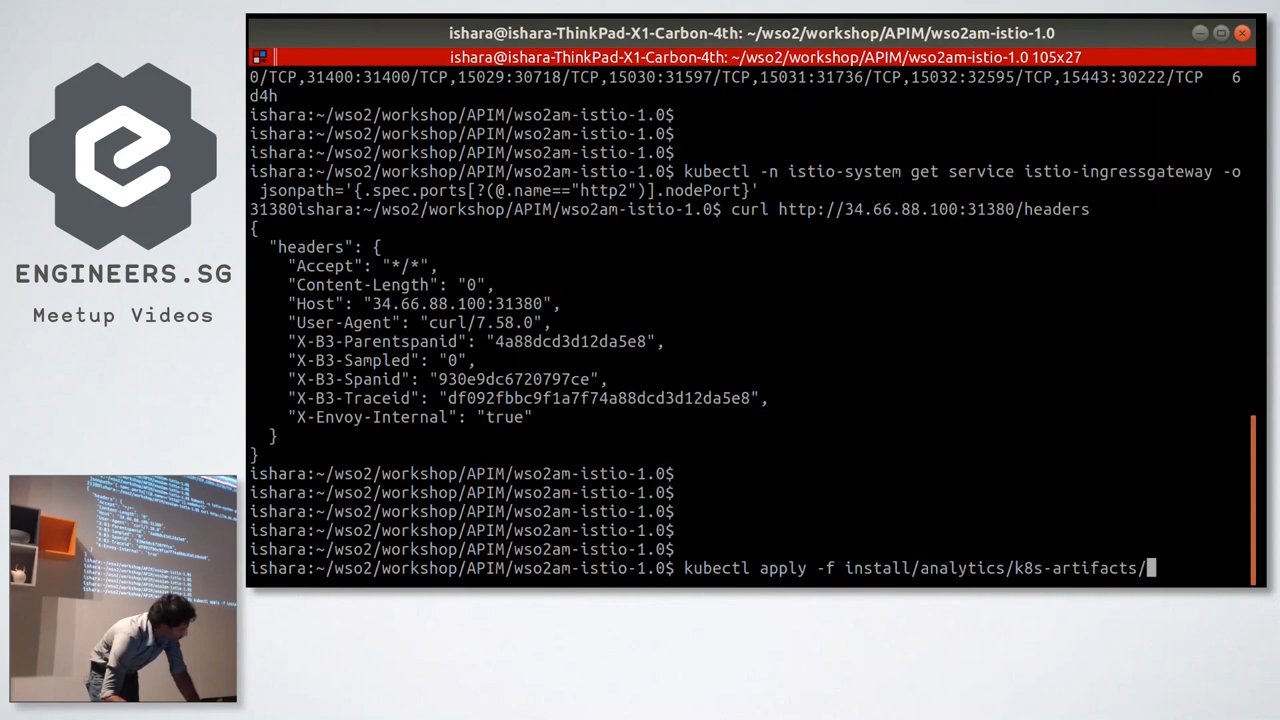 ishara@ishara-ThinkPad-X1-Carbon-4th: ~/wso2/workshop/APIM/wso2am-istio-1.0
ishara@ishara-ThinkPad-X1-Carbon-4th: ~/wso2/workshop/APIM/wso2am-istio-1.0 105x27
0/TCP,31400:31400/TCP,15029:30718/TCP,15030:31597/TCP,15031:31736/TCP,15032:32595/TCP,15443:30222/TCP   6
d4h
ishara:~/wso2/workshop/APIM/wso2am-istio-1.0$
ishara:~/wso2/workshop/APIM/wso2am-istio-1.0$
ishara:~/wso2/workshop/APIM/wso2am-istio-1.0$
ishara:~/wso2/workshop/APIM/wso2am-istio-1.0$ kubectl -n istio-system get service istio-ingressgateway -o
 jsonpath='{.spec.ports[?(@.name=="http2")].nodePort}'
31380ishara:~/wso2/workshop/APIM/wso2am-istio-1.0$ curl http://34.66.88.100:31380/headers
{
  "headers": {
    "Accept": "*/*",
    "Content-Length": "0",
    "Host": "34.66.88.100:31380",
    "User-Agent": "curl/7.58.0",
    "X-B3-Parentspanid": "4a88dcd3d12da5e8",
    "X-B3-Sampled": "0",
    "X-B3-Spanid": "930e9dc6720797ce",
    "X-B3-Traceid": "df092fbbc9f1a7f74a88dcd3d12da5e8",
    "X-Envoy-Internal": "true"
  }
}
ishara:~/wso2/workshop/APIM/wso2am-istio-1.0$
ishara:~/wso2/workshop/APIM/wso2am-istio-1.0$
ishara:~/wso2/workshop/APIM/wso2am-istio-1.0$
ishara:~/wso2/workshop/APIM/wso2am-istio-1.0$
ishara:~/wso2/workshop/APIM/wso2am-istio-1.0$
ishara:~/wso2/workshop/APIM/wso2am-istio-1.0$ kubectl apply -f install/analytics/k8s-artifacts/
ENGINEERS.SG
Meetup Videos